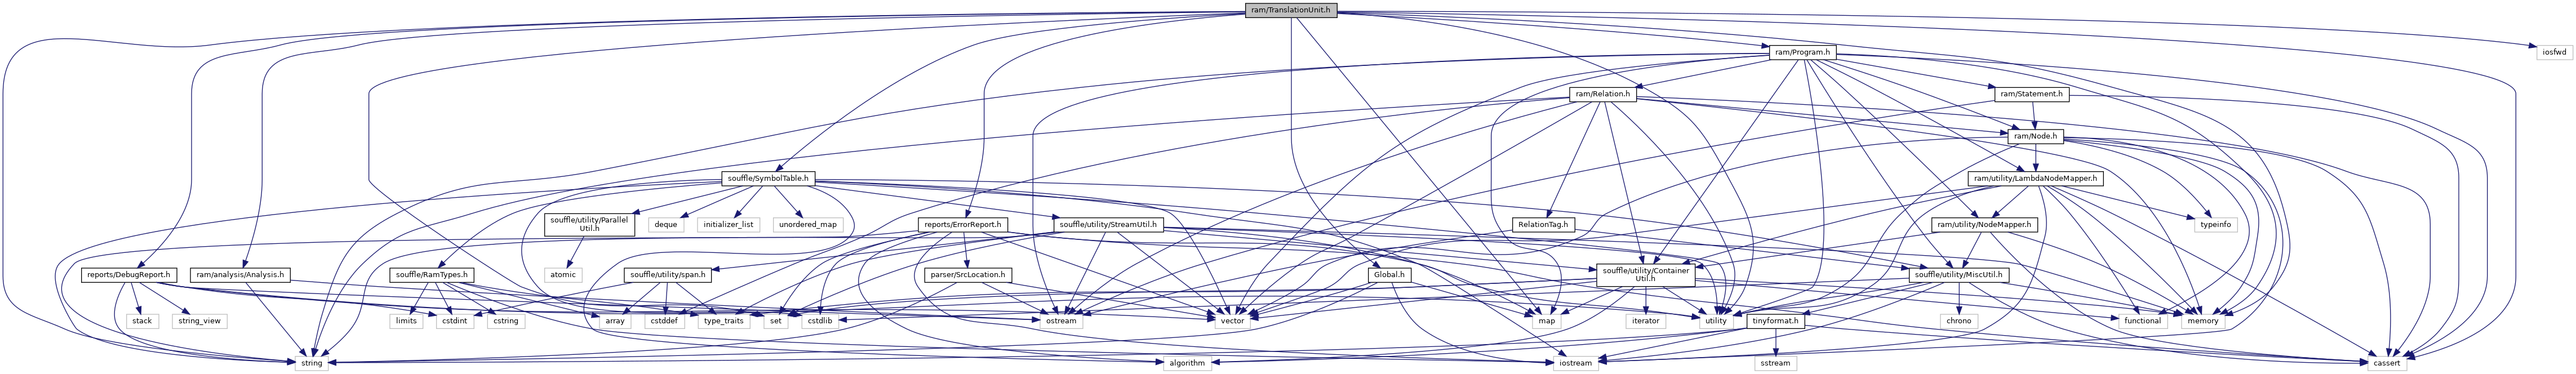 ram/TranslationUnit.h
ram/Program.h
iosfwd
ram/Relation.h
ram/Statement.h
ram/Node.h
souffle/SymbolTable.h
ram/utility/LambdaNodeMapper.h
souffle/utility/Parallel
Util.h
deque
initializer_list
unordered_map
reports/ErrorReport.h
souffle/utility/StreamUtil.h
RelationTag.h
ram/utility/NodeMapper.h
typeinfo
reports/DebugReport.h
ram/analysis/Analysis.h
souffle/RamTypes.h
atomic
souffle/utility/span.h
parser/SrcLocation.h
Global.h
souffle/utility/Container
Util.h
souffle/utility/MiscUtil.h
stack
string_view
limits
cstdint
cstring
array
cstddef
type_traits
set
cstdlib
ostream
vector
map
iterator
utility
tinyformat.h
chrono
functional
memory
string
algorithm
iostream
sstream
cassert